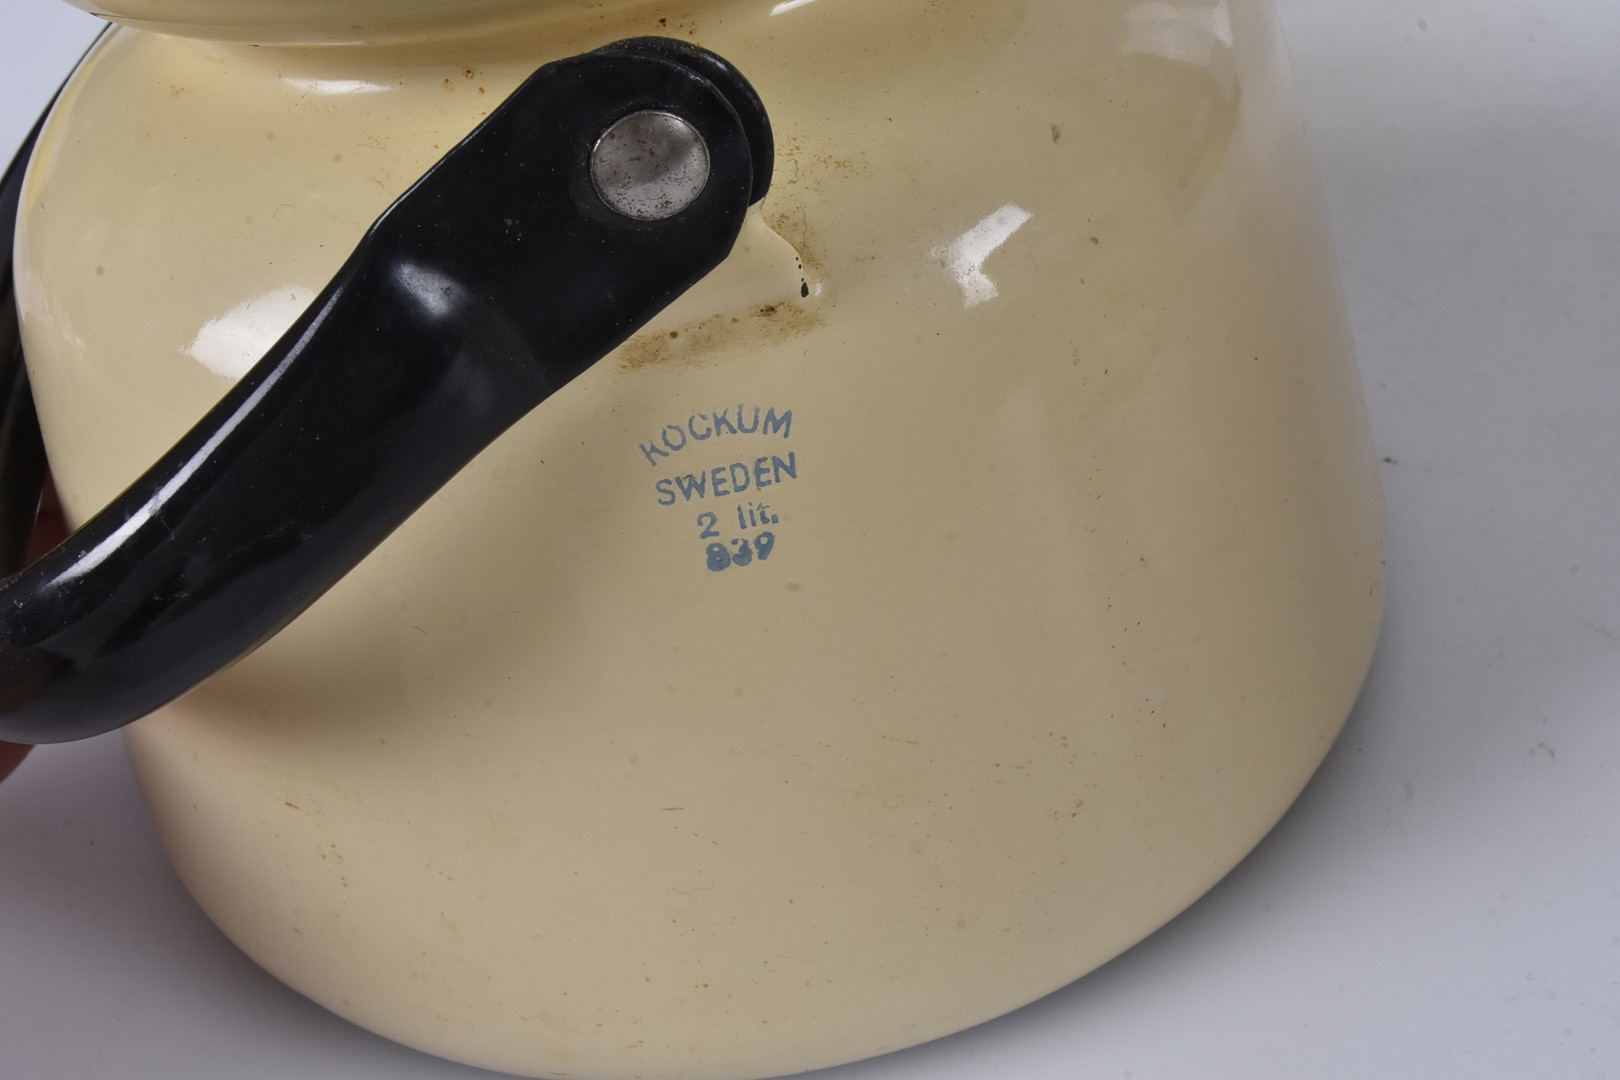 KOCKUM
SWEDEN
2 lit.
839